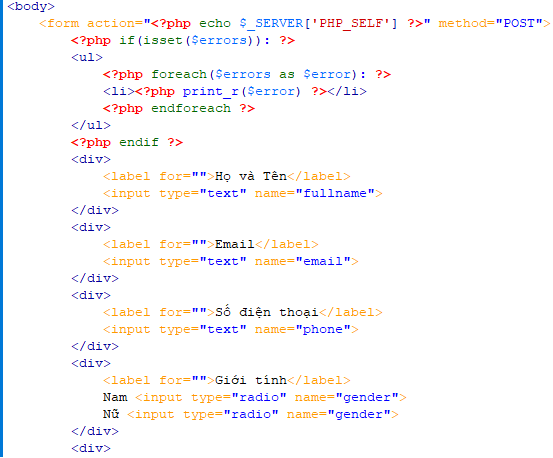 <body>
<form action="<?php echo $_SERVER['PHP_SELF'] ?>" method="POST">
<?php if(isset($errors)): ?>
<ul>
<?php foreach($errors as $error): ?>
<li><?php print_r($error) ?></li>
<?php endforeach ?>
</ul>
<?php endif ?>
<div>
<label for="">Họ và Tên</label>
<input type="text" name="fullname">
</div>
<div>
<label for="">Email</label>
<input type="text" name="email">
</div>
<div>
<label for="">Số điện thoại</label>
<input type="text" name="phone">
</div>
<div>
<label for="">Giới tính</label>
Nam <input type="radio" name="gender">
Nữ <input type="radio" name="gender">
</div>
<div>